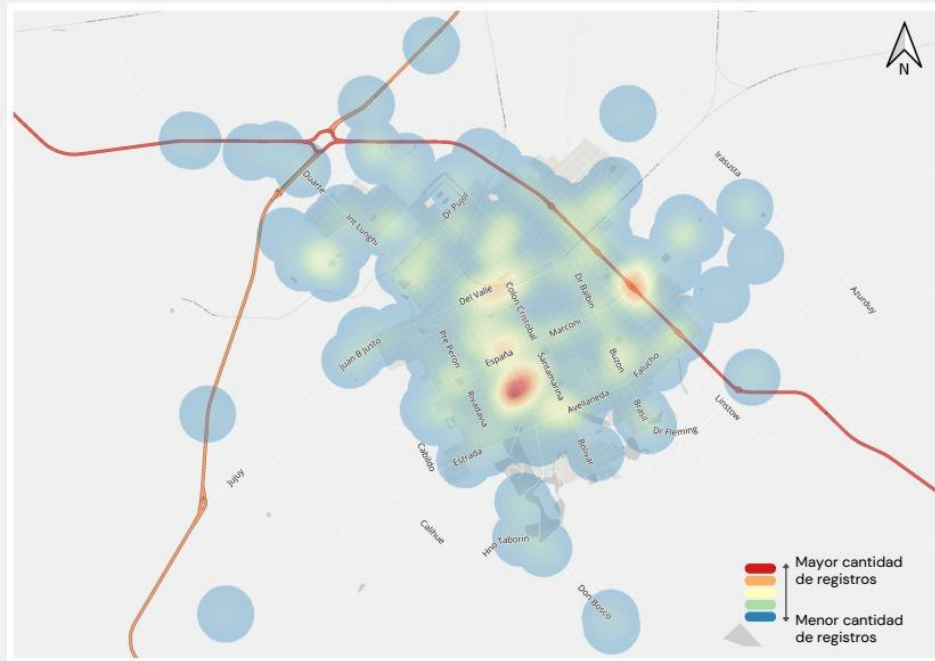 N
Irasusta
Duarte
Dr Pujol
Int Lunghi
Azurduy
Del Valle
Colon Cristobal
Dr Balbin
Marconi
Juan B Justo
Pre Peron
España
Santamarina
Buzon
Falucho
Rivadavia
Avellaneda
Brasil
Linstow
Dr Fleming
Cabildo
Estrada
Bolivar
Jujuy
Calihue
Hno Taborin
Don Bosco
Mayor cantidad
de registros
Menor cantidad
de registros